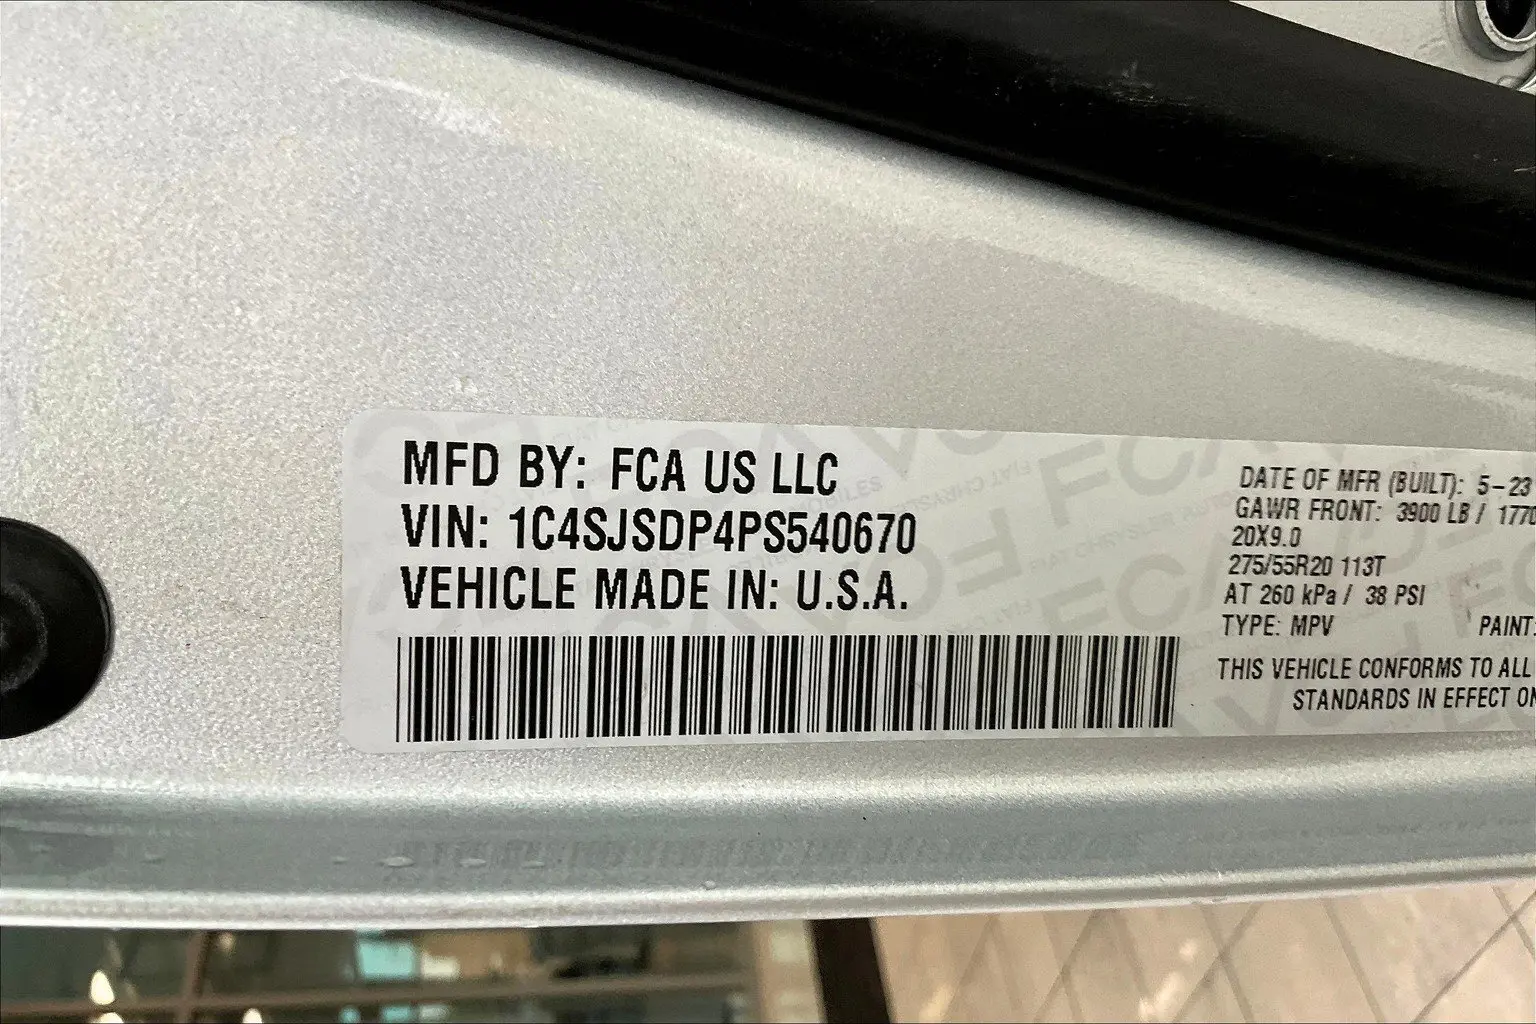 MFD BY: FCA US LLC
VIN: 1C4SJSDP4PS540670
VEHICLE MADE IN: U.S.A.
DATE OF MFR (BUILT): 5-23
GAWR FRONT: 3900 LB / 1770
20X9.0
275/55R20 113T
AT 260 kPa / 38 PSI
TYPE: MPV PAINT:
THIS VEHICLE CONFORMS TO ALL
STANDARDS IN EFFECT ON